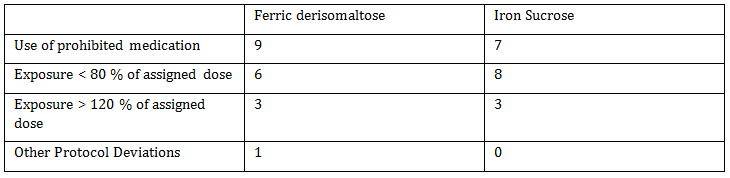 Ferric derisomaltose Iron Sucrose
Use of prohibited medication 9 7
Exposure < 80 % of assigned dose 6 8
Exposure > 120 % of assigned 3 3
dose
Other Protocol Deviations 1 0